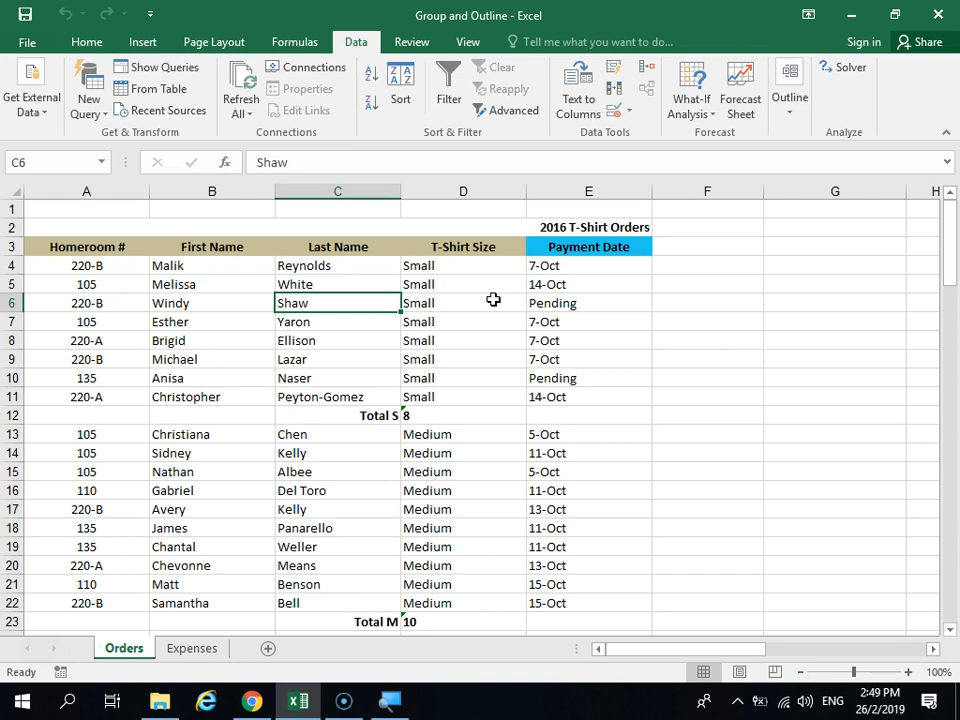 Group and Outline - Excel
File Home Insert Page Layout Formulas Data Review View Tell me what you want to do... Sign in Share
Get External Data
New Query
Show Queries
From Table
Recent Sources
Get & Transform
Refresh All
Connections
Properties
Edit Links
Connections
Sort
Filter
Clear
Reapply
Advanced
Sort & Filter
Text to Columns
Data Tools
What-If Analysis
Forecast Sheet
Forecast
Outline
Solver
Analyze
C6 fx Shaw
A B C D E F G H
1
2 2016 T-Shirt Orders
3 Homeroom # First Name Last Name T-Shirt Size Payment Date
4 220-B Malik Reynolds Small 7-Oct
5 105 Melissa White Small 14-Oct
6 220-B Windy Shaw Small Pending
7 105 Esther Yaron Small 7-Oct
8 220-A Brigid Ellison Small 7-Oct
9 220-B Michael Lazar Small 7-Oct
10 135 Anisa Naser Small Pending
11 220-A Christopher Peyton-Gomez Small 14-Oct
12 Total S 8
13 105 Christiana Chen Medium 5-Oct
14 105 Sidney Kelly Medium 11-Oct
15 105 Nathan Albee Medium 5-Oct
16 110 Gabriel Del Toro Medium 11-Oct
17 220-B Avery Kelly Medium 13-Oct
18 135 James Panarello Medium 11-Oct
19 135 Chantal Weller Medium 11-Oct
20 220-A Chevonne Means Medium 13-Oct
21 110 Matt Benson Medium 15-Oct
22 220-B Samantha Bell Medium 15-Oct
23 Total M 10
Orders Expenses
Ready 100%
ENG 2:49 PM
26/2/2019